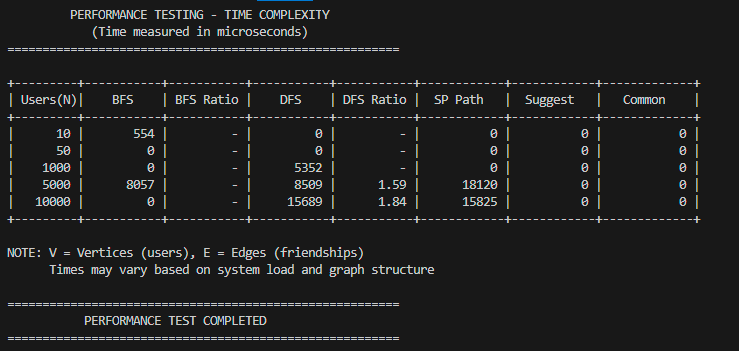 PERFORMANCE TESTING - TIME COMPLEXITY
(Time measured in microseconds)
========================================================
+---------+-----------+-----------+-----------+-----------+------------+------------+-------------+
| Users(N)| BFS | BFS Ratio | DFS | DFS Ratio | SP Path | Suggest | Common |
+---------+-----------+-----------+-----------+-----------+------------+------------+-------------+
| 10 | 554 | - | 0 | - | 0 | 0 | 0 |
| 50 | 0 | - | 0 | - | 0 | 0 | 0 |
| 1000 | 0 | - | 5352 | - | 0 | 0 | 0 |
| 5000 | 8057 | - | 8509 | 1.59 | 18120 | 0 | 0 |
| 10000 | 0 | - | 15689 | 1.84 | 15825 | 0 | 0 |
+---------+-----------+-----------+-----------+-----------+------------+------------+-------------+
NOTE: V = Vertices (users), E = Edges (friendships)
Times may vary based on system load and graph structure
========================================================
PERFORMANCE TEST COMPLETED
========================================================